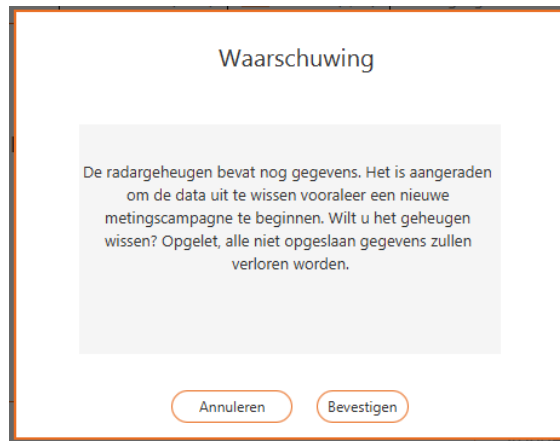 Waarschuwing
De radargeheugen bevat nog gegevens. Het is aangeraden
om de data uit te wissen vooraleer een nieuwe
metingscampagne te beginnen. Wilt u het geheugen
wissen? Opgelet, alle niet opgeslaan gegevens zullen
verloren worden.
Annuleren Bevestigen